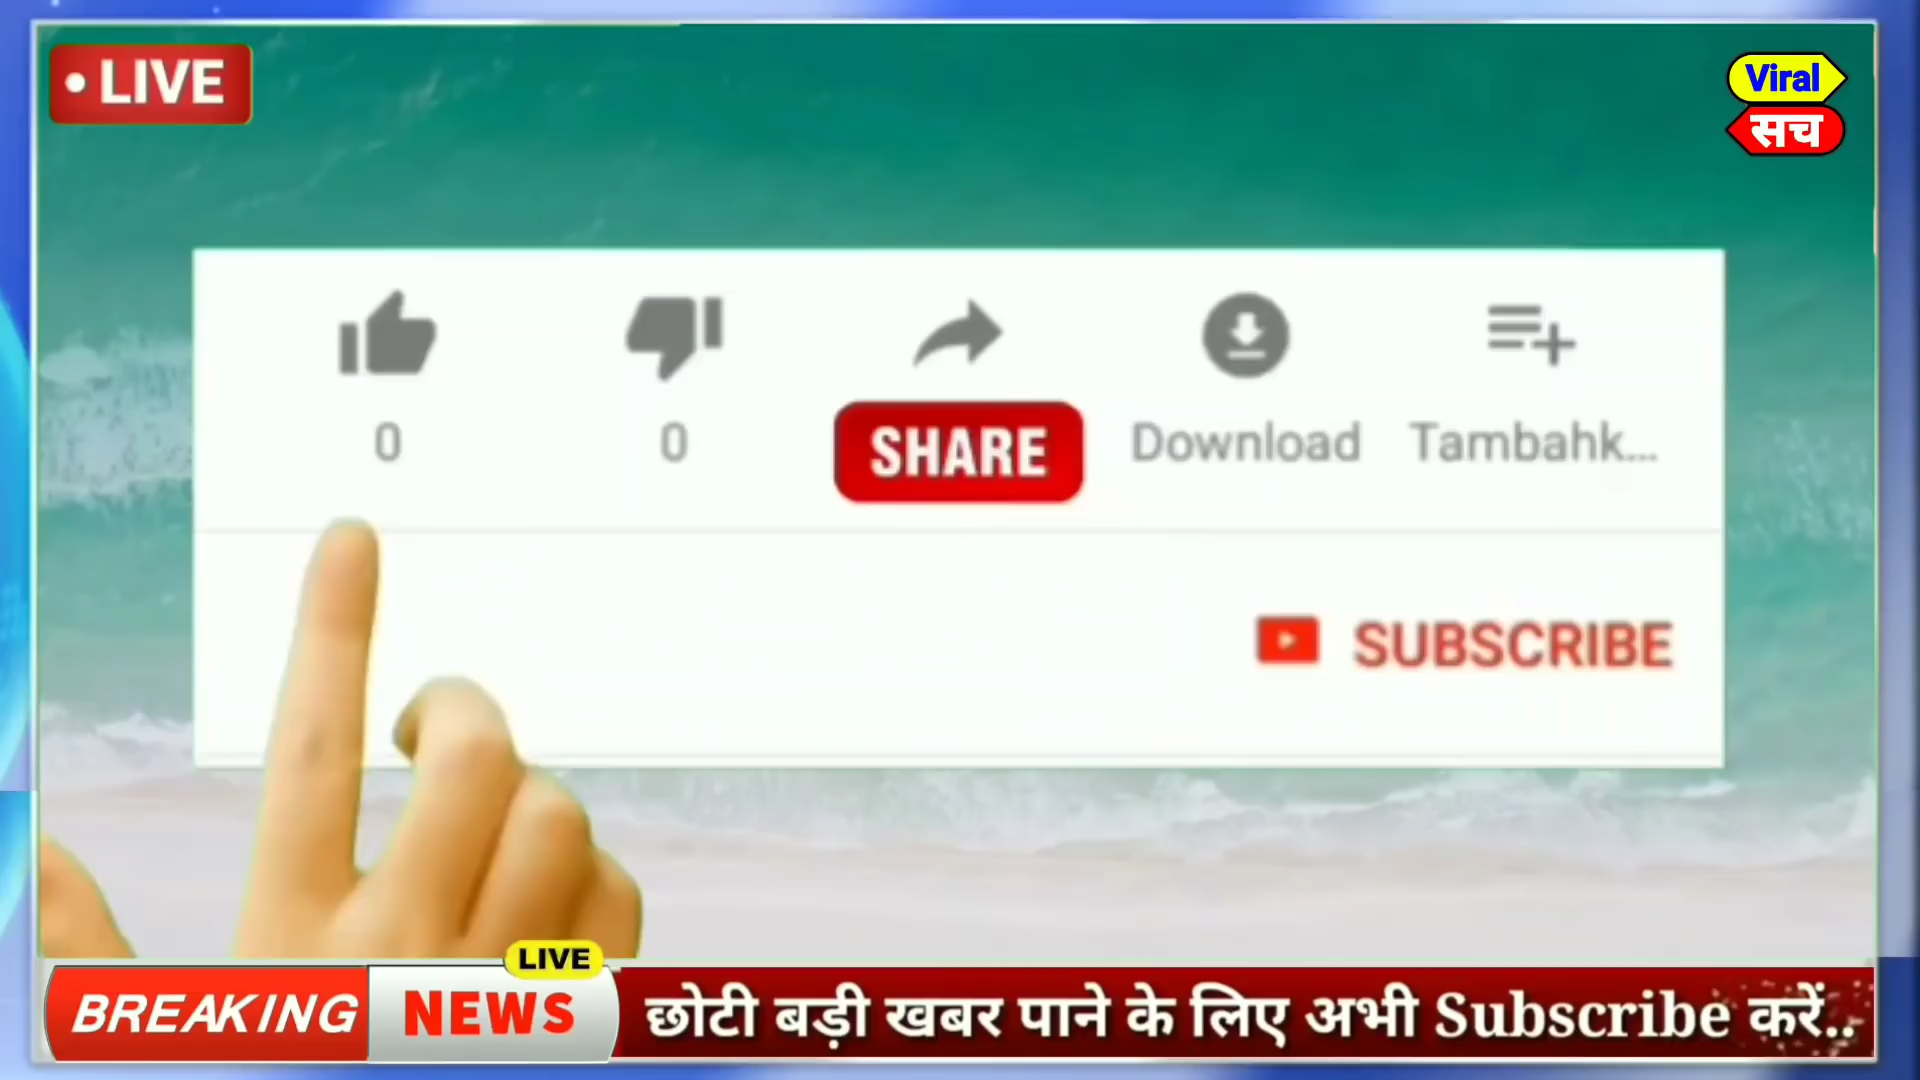 • LIVE
Viral
सच
0
0
SHARE
Download
Tambahk...
SUBSCRIBE
LIVE
BREAKING NEWS
छोटी बड़ी खबर पाने के लिए अभी Subscribe करें..